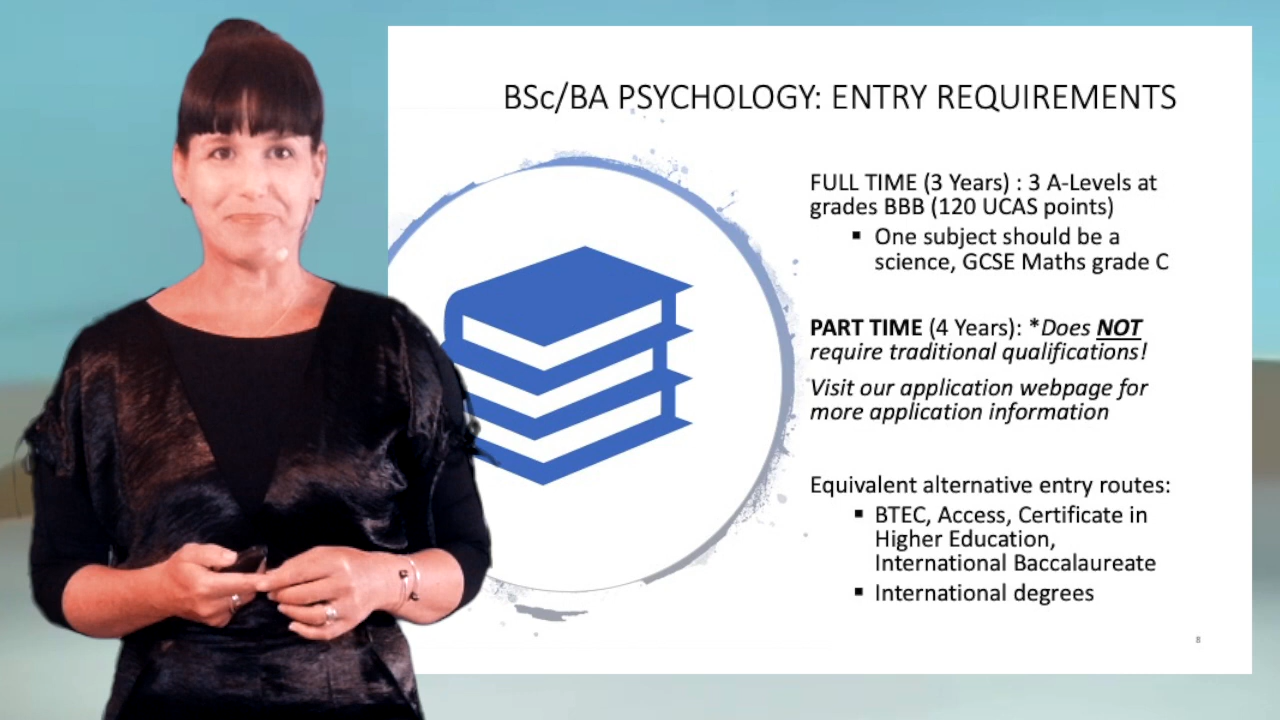 BSc/BA PSYCHOLOGY: ENTRY REQUIREMENTS
FULL TIME (3 Years) : 3 A-Levels at
grades BBB (120 UCAS points)
▪ One subject should be a
science, GCSE Maths grade C
PART TIME (4 Years): *Does NOT
require traditional qualifications!
Visit our application webpage for
more application information
Equivalent alternative entry routes:
▪ BTEC, Access, Certificate in
Higher Education,
International Baccalaureate
▪ International degrees
8